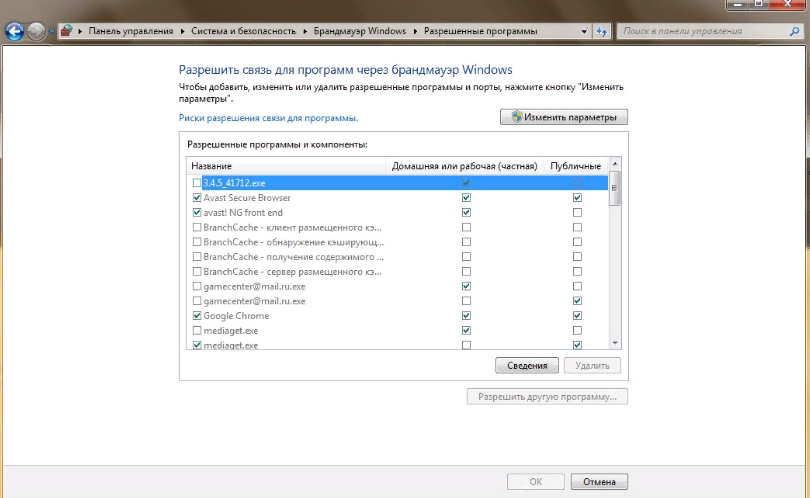 Панель управления ▸ Система и безопасность ▸ Брандмауэр Windows ▸ Разрешенные программы
Поиск в панели управления
Разрешить связь для программ через брандмауэр Windows
Чтобы добавить, изменить или удалить разрешенные программы и порты, нажмите кнопку "Изменить
параметры".
Риски разрешения связи для программы.
Изменить параметры
Разрешенные программы и компоненты:
Название Домашняя или рабочая (частная) Публичные
3.4.5_41712.exe
Avast Secure Browser
avast! NG front end
BranchCache - клиент размещенного кэ...
BranchCache - обнаружение кэширующ...
BranchCache - получение содержимого ...
BranchCache - сервер размещенного кэ...
gamecenter@mail.ru.exe
gamecenter@mail.ru.exe
Google Chrome
mediaget.exe
mediaget.exe
Сведения Удалить
Разрешить другую программу...
OK Отмена